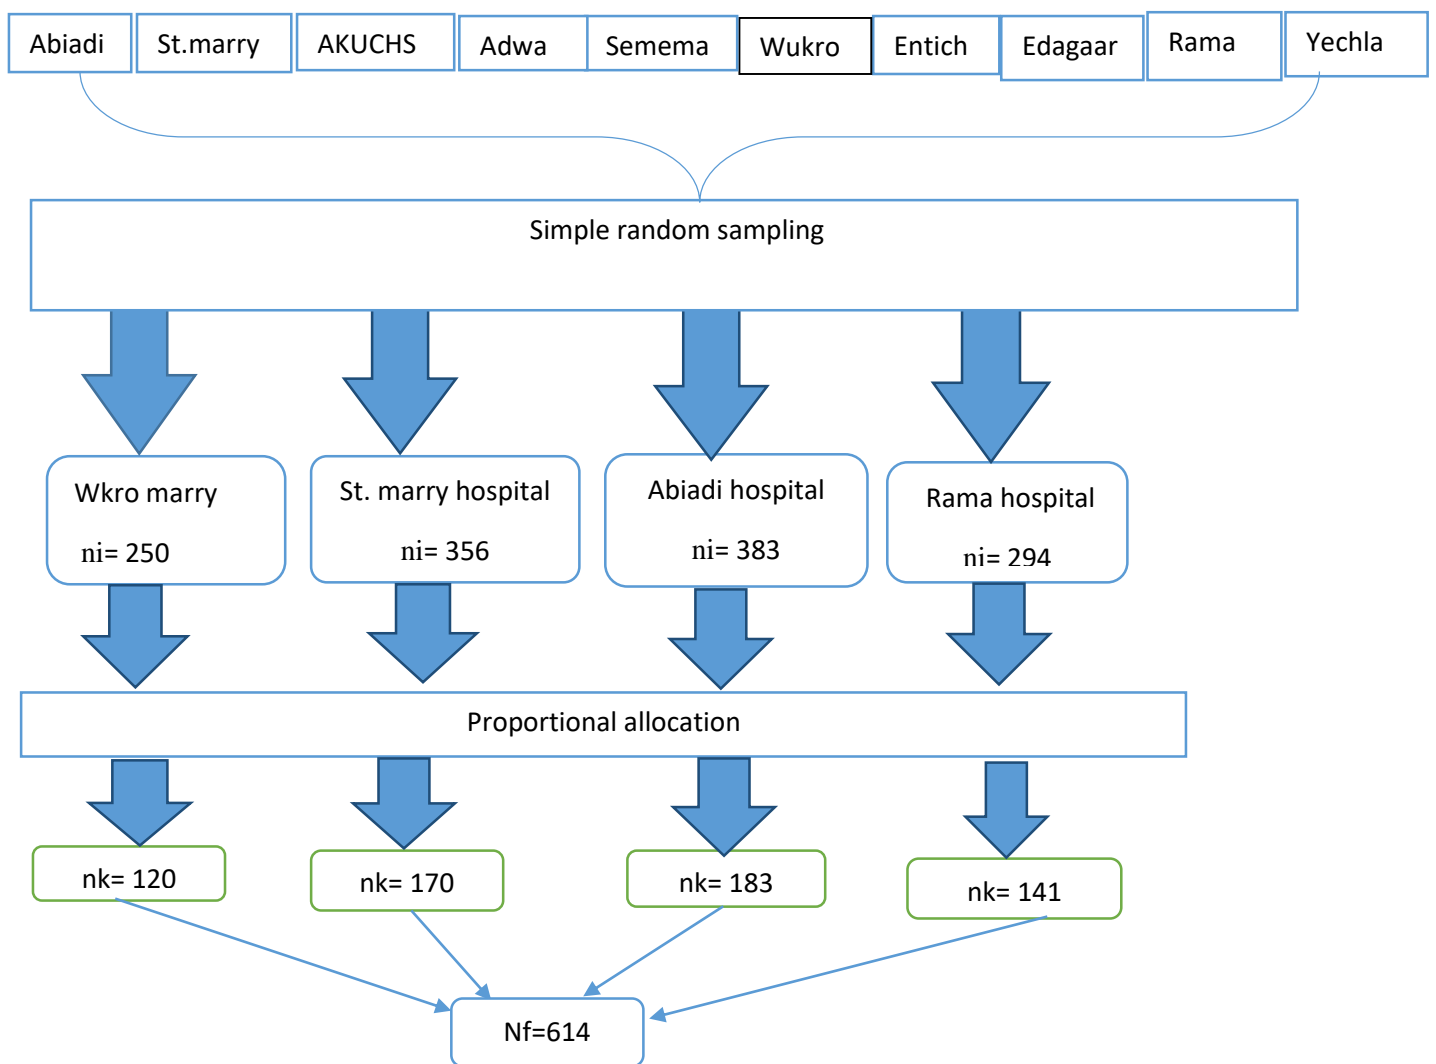 Abiadi
St.marry
AKUCHS
Adwa
Semema
Wukro
Entich
Edagaar
Rama
Yechla
Simple random sampling
Wkro marry
ni= 250
St. marry hospital
ni= 356
Abiadi hospital
ni= 383
Rama hospital
ni= 294
Proportional allocation
nk= 120
nk= 170
nk= 183
nk= 141
Nf=614